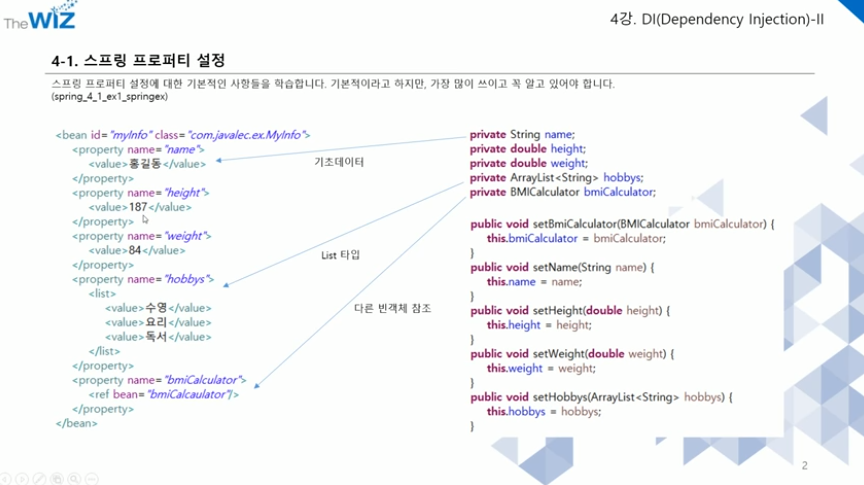 The WIZ
4강. DI(Dependency Injection)-II
4-1. 스프링 프로퍼티 설정
스프링 프로퍼티 설정에 대한 기본적인 사항들을 학습합니다. 기본적이라고 하지만, 가장 많이 쓰이고 꼭 알고 있어야 합니다.
(spring_4_1_ex1_springex)
<bean id="myInfo" class="com.javalec.ex.MyInfo">
<property name="name">
<value>홍길동</value>
</property>
<property name="height">
<value>187</value>
</property>
<property name="weight">
<value>84</value>
</property>
<property name="hobbys">
<list>
<value>수영</value>
<value>요리</value>
<value>독서</value>
</list>
</property>
<property name="bmiCalculator">
<ref bean="bmiCalcaulator"/>
</property>
</bean>
기초데이터
List 타입
다른 빈객체 참조
private String name;
private double height;
private double weight;
private ArrayList<String> hobbys;
private BMICalculator bmiCalculator;
public void setBmiCalculator(BMICalculator bmiCalculator) {
this.bmiCalculator = bmiCalculator;
}
public void setName(String name) {
this.name = name;
}
public void setHeight(double height) {
this.height = height;
}
public void setWeight(double weight) {
this.weight = weight;
}
public void setHobbys(ArrayList<String> hobbys) {
this.hobbys = hobbys;
}
2